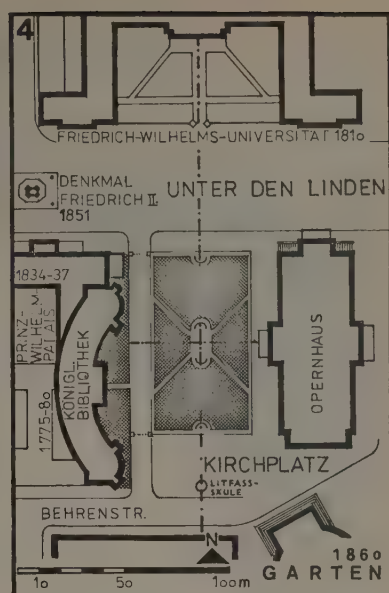 4
FRIEDRICH-WILHELMS-UNIVERSITÄT 1810
DENKMAL
FRIEDRICH II.
1851
UNTER DEN LINDEN
1834-37
PRINZ-
WILHELM-
PALAIS
KÖNIGL.
BIBLIOTHEK
1775-80
OPERNHAUS
KIRCHPLATZ
LITFASS-
SÄULE
BEHRENSTR.
N
1860
GARTEN
10
50
100m